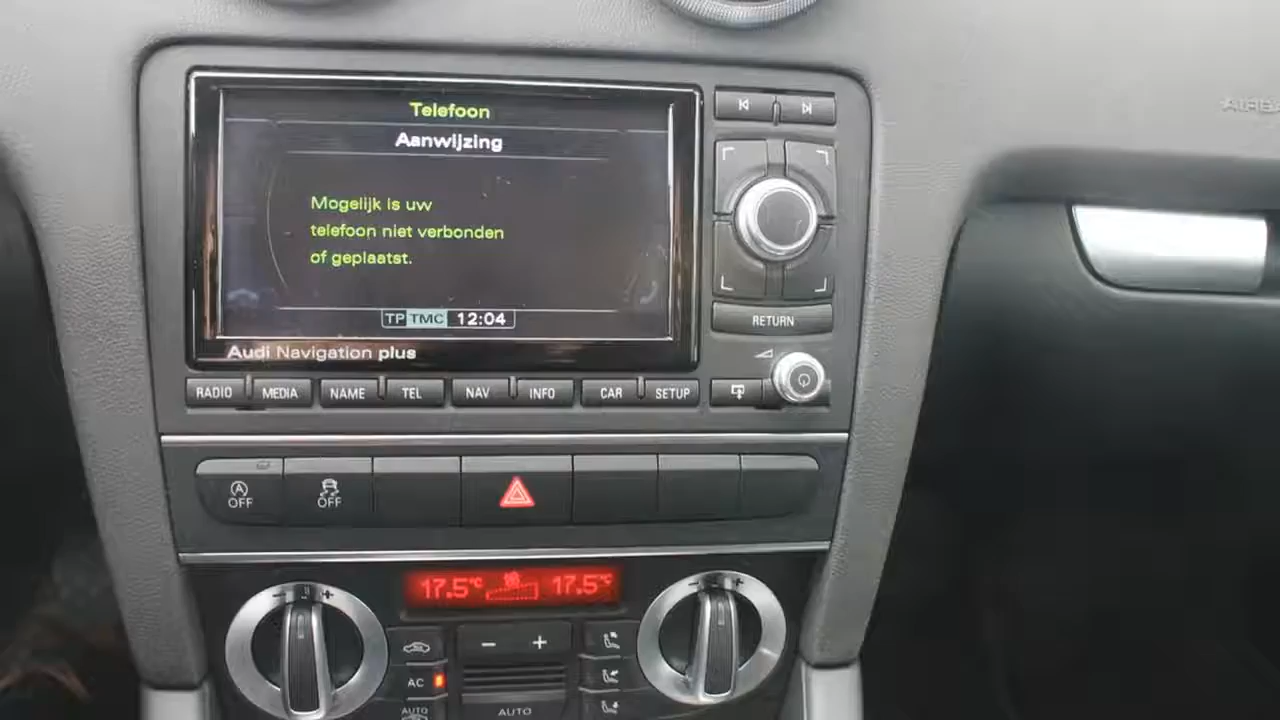 Telefoon
Aanwijzing
Mogelijk is uw
telefoon niet verbonden
of geplaatst.
TP TMC 12:04
Audi Navigation plus
RETURN
RADIO MEDIA NAME TEL NAV INFO CAR SETUP
OFF OFF
17.5°C 17.5°C
- + - +
- +
AC
AUTO AUTO